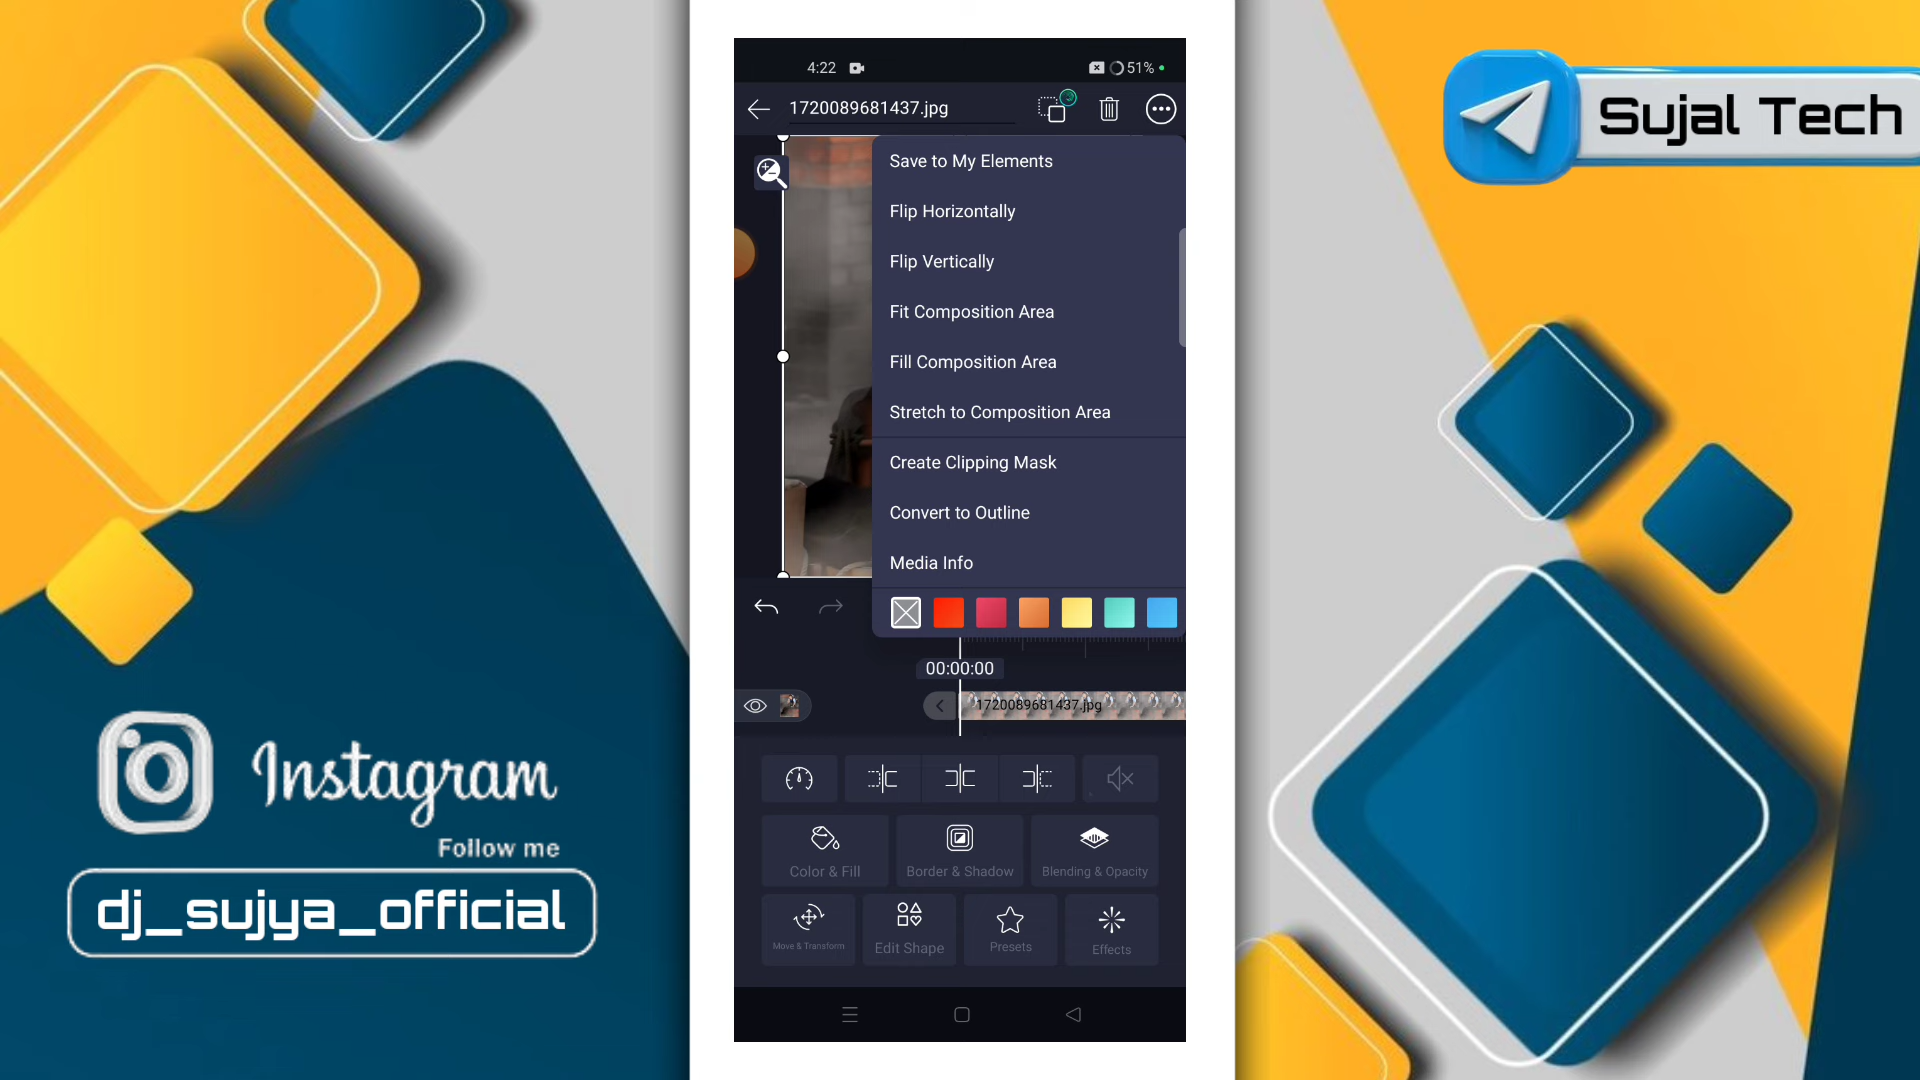 4:22
51%
1720089681437.jpg
Save to My Elements
Flip Horizontally
Flip Vertically
Fit Composition Area
Fill Composition Area
Stretch to Composition Area
Create Clipping Mask
Convert to Outline
Media Info
00:00:00
1720089681437.jpg
Color & Fill
Border & Shadow
Blending & Opacity
Move & Transform
Edit Shape
Presets
Effects
Sujal Tech
Instagram
Follow me
dj_sujya_official